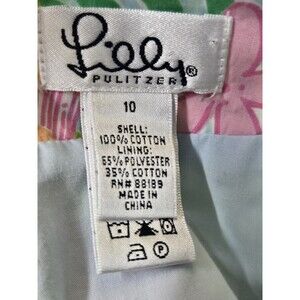 Lilly®
PULITZER
10
SHELL:
100% COTTON
LINING:
65% POLYESTER
35% COTTON
RN# 88189
MADE IN
CHINA
P